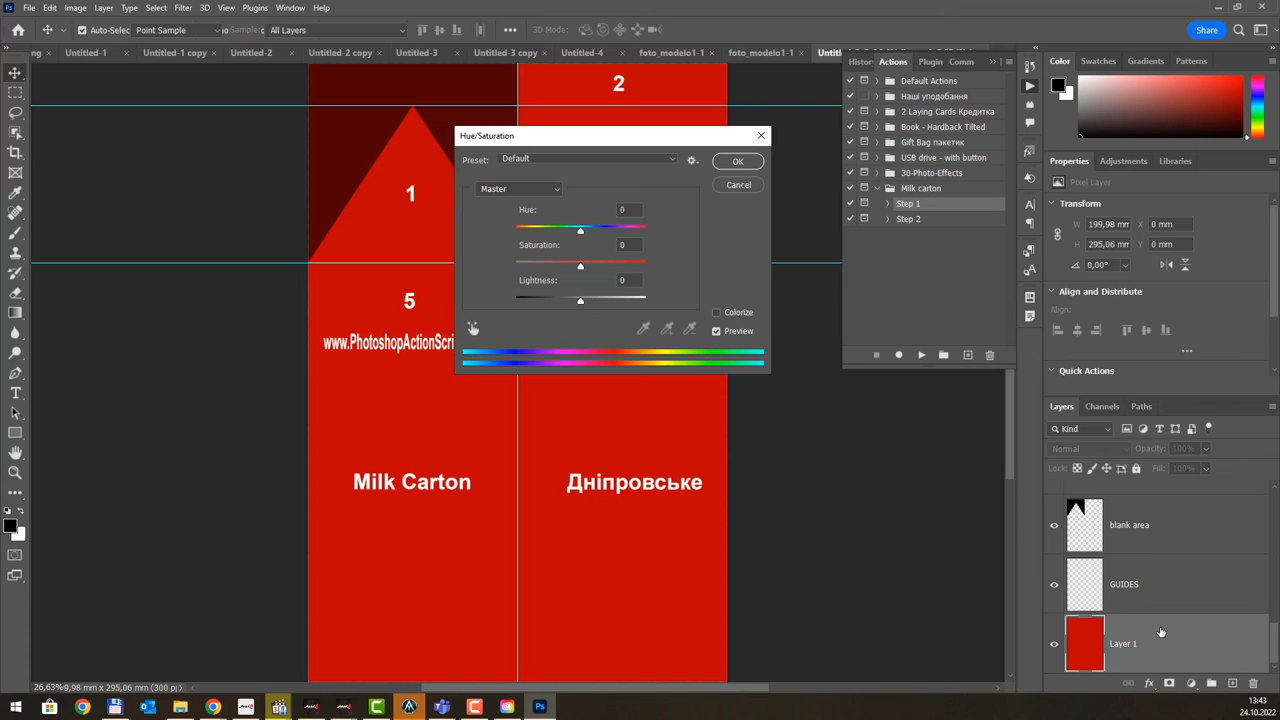 File Edit Image Layer Type Select Filter 3D View Plugins Window Help
Auto-Select: Point Sample All Layers 3D Mode: Share
ng × Untitled-1 × Untitled-1 copy × Untitled-2 × Untitled-2 copy × Untitled-3 × Untitled-3 copy × Untitled-4 × foto_modelo1-1 × foto_modelo1-1 ×
2
1
5
www.PhotoshopActionScri
Milk Carton
Дніпровське
Hue/Saturation
Preset: Default
OK
Cancel
Master
Hue: 0
Saturation: 0
Lightness: 0
Colorize
Preview
Histor Actions Plugin Comm
Default Actions
Наші уподобання
2 Laying Cards Кредитка
Book - Hardback Tilted
Gift Bag пакетик
USB drive - with button
30-Photo-Effects
Milk carton
Step 1
Step 2
Color Swatches Gradients Patterns
Properties Adjustments Libraries
Pixel Layer
Transform
W 199,98 mm X 0 mm
H 295,06 mm Y 0 mm
0,00°
Align and Distribute
Align:
Quick Actions
Layers Channels Paths
Kind
Normal Opacity: 100%
Lock: Fill: 100%
blank area
GUIDES
Layer 1
26,63% 9,98 mm x 295,06 mm (300 p)
13:43
24.10.2022